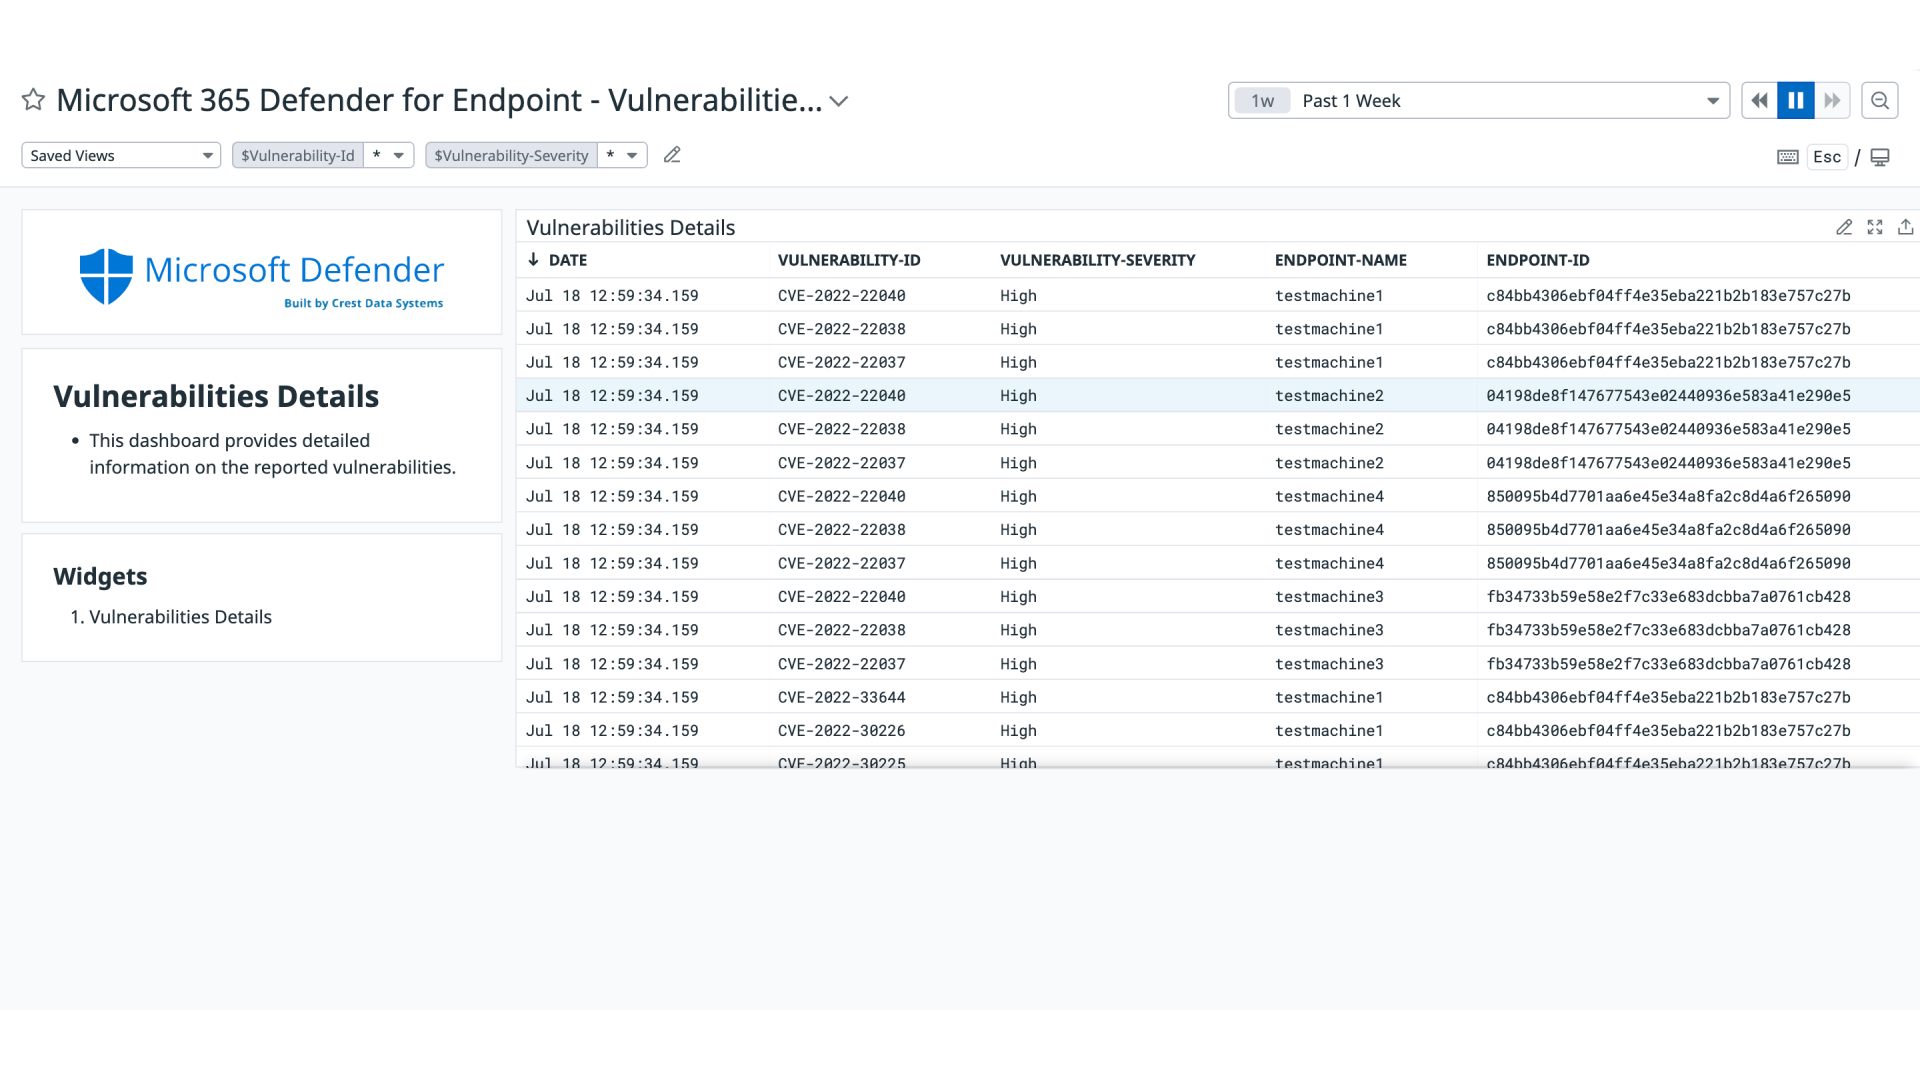 Microsoft 365 Defender for Endpoint - Vulnerabilitie...
1w Past 1 Week
Saved Views
$Vulnerability-Id *
$Vulnerability-Severity *
Esc /
Microsoft Defender
Built by Crest Data Systems
Vulnerabilities Details
• This dashboard provides detailed
information on the reported vulnerabilities.
Widgets
1. Vulnerabilities Details
Vulnerabilities Details
DATE VULNERABILITY-ID VULNERABILITY-SEVERITY ENDPOINT-NAME ENDPOINT-ID
Jul 18 12:59:34.159 CVE-2022-22040 High testmachine1 c84bb4306ebf04ff4e35eba221b2b183e757c27b
Jul 18 12:59:34.159 CVE-2022-22038 High testmachine1 c84bb4306ebf04ff4e35eba221b2b183e757c27b
Jul 18 12:59:34.159 CVE-2022-22037 High testmachine1 c84bb4306ebf04ff4e35eba221b2b183e757c27b
Jul 18 12:59:34.159 CVE-2022-22040 High testmachine2 04198de8f147677543e02440936e583a41e290e5
Jul 18 12:59:34.159 CVE-2022-22038 High testmachine2 04198de8f147677543e02440936e583a41e290e5
Jul 18 12:59:34.159 CVE-2022-22037 High testmachine2 04198de8f147677543e02440936e583a41e290e5
Jul 18 12:59:34.159 CVE-2022-22040 High testmachine4 850095b4d7701aa6e45e34a8fa2c8d4a6f265090
Jul 18 12:59:34.159 CVE-2022-22038 High testmachine4 850095b4d7701aa6e45e34a8fa2c8d4a6f265090
Jul 18 12:59:34.159 CVE-2022-22037 High testmachine4 850095b4d7701aa6e45e34a8fa2c8d4a6f265090
Jul 18 12:59:34.159 CVE-2022-22040 High testmachine3 fb34733b59e58e2f7c33e683dcbba7a0761cb428
Jul 18 12:59:34.159 CVE-2022-22038 High testmachine3 fb34733b59e58e2f7c33e683dcbba7a0761cb428
Jul 18 12:59:34.159 CVE-2022-22037 High testmachine3 fb34733b59e58e2f7c33e683dcbba7a0761cb428
Jul 18 12:59:34.159 CVE-2022-33644 High testmachine1 c84bb4306ebf04ff4e35eba221b2b183e757c27b
Jul 18 12:59:34.159 CVE-2022-30226 High testmachine1 c84bb4306ebf04ff4e35eba221b2b183e757c27b
Jul 18 12:59:34.159 CVE-2022-30225 High testmachine1 c84bb4306ebf04ff4e35eba221b2b183e757c27b